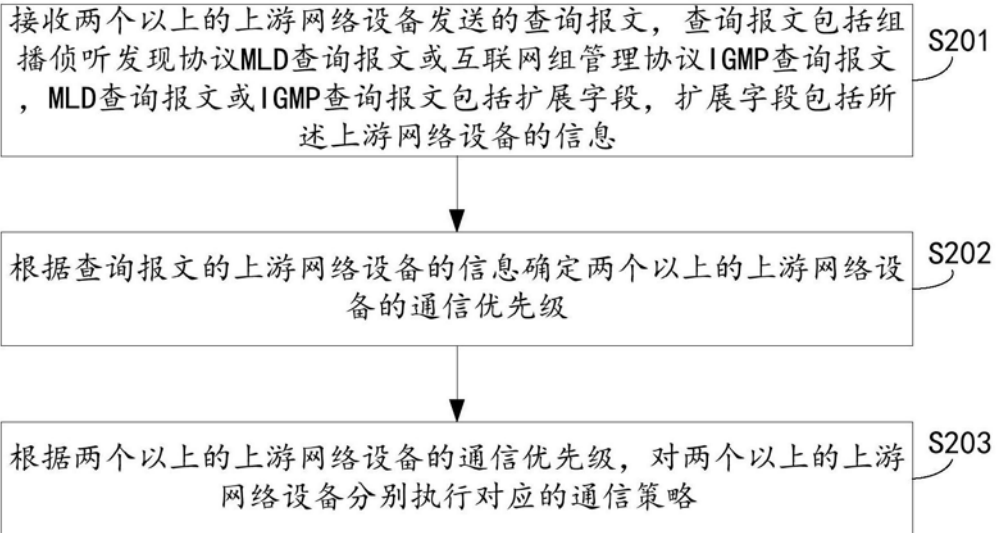 接收两个以上的上游网络设备发送的查询报文，查询报文包括组
播侦听发现协议MLD查询报文或互联网组管理协议IGMP查询报文
，MLD查询报文或IGMP查询报文包括扩展字段，扩展字段包括所
述上游网络设备的信息
S201
根据查询报文的上游网络设备的信息确定两个以上的上游网络设
备的通信优先级
S202
根据两个以上的上游网络设备的通信优先级，对两个以上的上游
网络设备分别执行对应的通信策略
S203